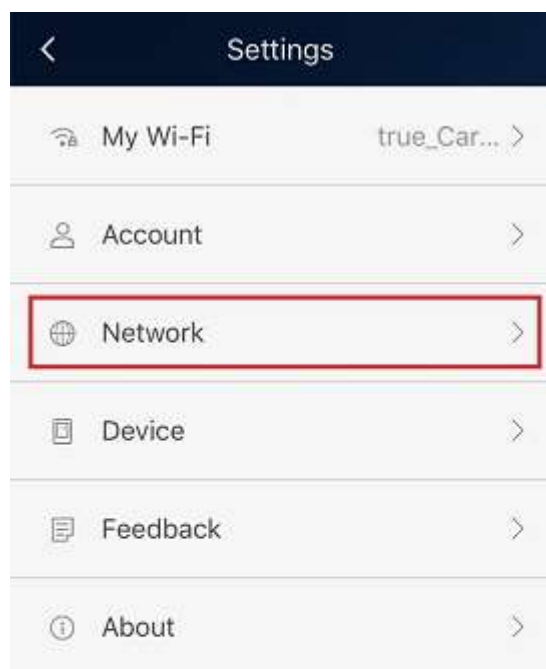 Settings
My Wi-Fi true_Car...
Account
Network
Device
Feedback
About